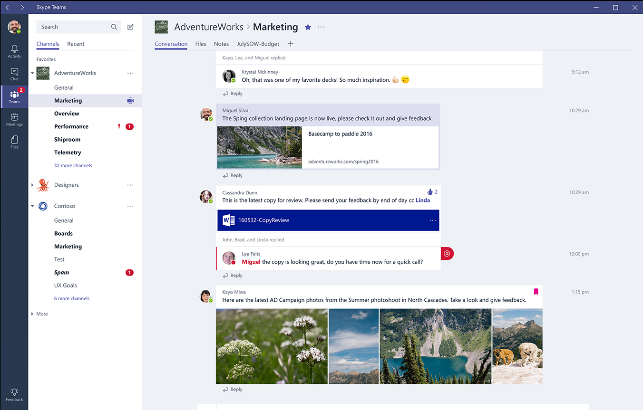 Skype Teams
Search
Channels Recent
Favorites
AdventureWorks
General
Marketing
Overview
Performance ! 1
Shiproom
Telemetry
32 more channels
Designers
Contoso
General
Boards
Marketing
Test
Spam 1
UX Goals
6 more channels
More
Activity
Chat
2
Teams
Meetings
Files
Feedback
AdventureWorks > Marketing
Conversation Files Notes JulySOW-Budget +
Kayo, Lee, and Miguel replied
Krystal Mckinney
Oh, that was one of my favorite decks! So much inspiration.
9:12 am
Reply
Miguel Silva
10:29 am
The Sping collection landing page is now live, please check it out and give feedback
Basecamp to paddle 2016
adventureworks.com/spring2016
Reply
Cassandra Dunn
2
10:29 am
This is the latest copy for review. Please send your feedback by end of day cc Linda
160532-CopyReview
John, Brad, and Linda replied
Lee Felts
12:00 pm
Miguel the copy is looking great, do you have time now for a quick call?
Reply
Kayo Miwa
1:15 pm
Here are the latest AD Campaign photos from the Summer photoshoot in North Cascades. Take a look and give feedback.
Reply